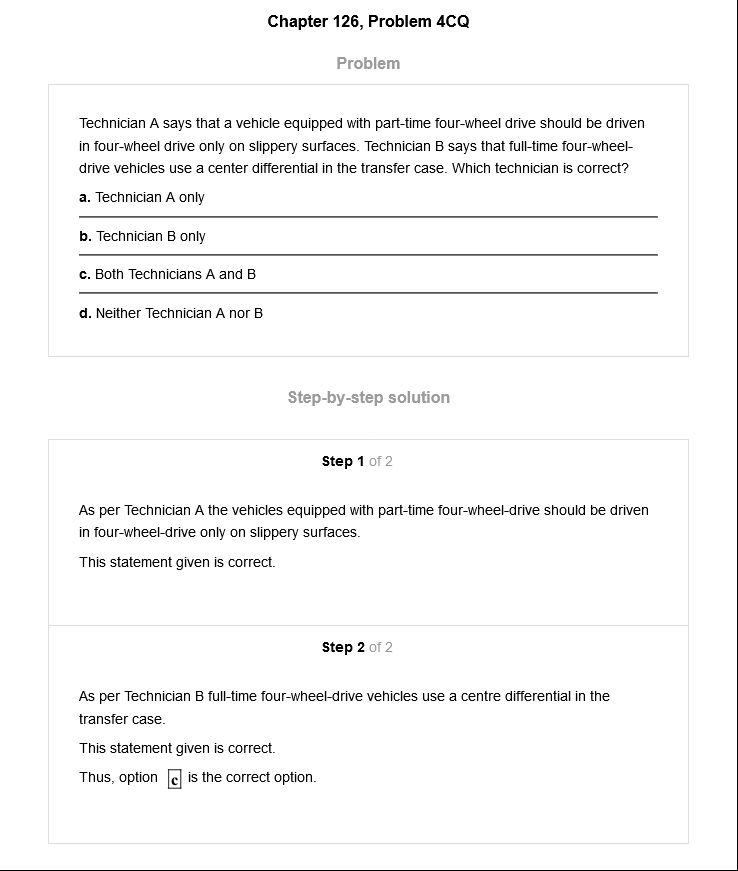 Chapter 126, Problem 4CQ
Problem
Technician A says that a vehicle equipped with part-time four-wheel drive should be driven
in four-wheel drive only on slippery surfaces. Technician B says that full-time four-wheel-
drive vehicles use a center differential in the transfer case. Which technician is correct?
a. Technician A only
b. Technician B only
c. Both Technicians A and B
d. Neither Technician A nor B
Step-by-step solution
Step 1 of 2
As per Technician A the vehicles equipped with part-time four-wheel-drive should be driven
in four-wheel-drive only on slippery surfaces.
This statement given is correct.
Step 2 of 2
As per Technician B full-time four-wheel-drive vehicles use a centre differential in the
transfer case.
This statement given is correct.
Thus, option c is the correct option.